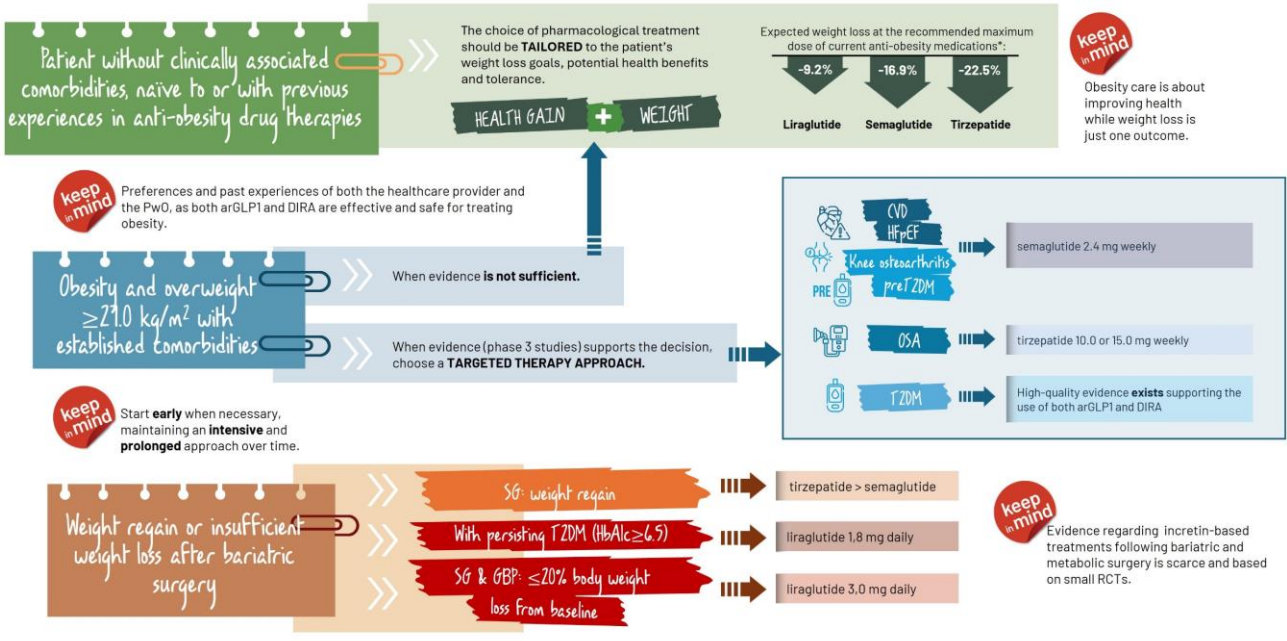 Patient without clinically associated
comorbidities, naïve to or with previous
experiences in anti-obesity drug therapies
The choice of pharmacological treatment
should be TAILORED to the patient's
weight loss goals, potential health benefits
and tolerance.
HEALTH GAIN + WEIGHT
Expected weight loss at the recommended maximum
dose of current anti-obesity medications*:
-9.2% -16.9% -22.5%
Liraglutide Semaglutide Tirzepatide
keep in mind
Obesity care is about
improving health
while weight loss is
just one outcome.
keep in mind
Preferences and past experiences of both the healthcare provider and
the PwO, as both arGLP1 and DIRA are effective and safe for treating
obesity.
Obesity and overweight
≥27.0 kg/m² with
established comorbidities
When evidence is not sufficient.
When evidence (phase 3 studies) supports the decision,
choose a TARGETED THERAPY APPROACH.
CVD
HFpEF
Knee osteoarthritis
PRE
preT2DM
semaglutide 2.4 mg weekly
OSA
tirzepatide 10.0 or 15.0 mg weekly
T2DM
High-quality evidence exists supporting the
use of both arGLP1 and DIRA
keep in mind
Start early when necessary,
maintaining an intensive and
prolonged approach over time.
Weight regain or insufficient
weight loss after bariatric
surgery
SG: weight regain
tirzepatide > semaglutide
With persisting T2DM (HbA1c≥6.5)
liraglutide 1,8 mg daily
SG & GBP: ≤20% body weight
loss from baseline
liraglutide 3,0 mg daily
keep in mind
Evidence regarding incretin-based
treatments following bariatric and
metabolic surgery is scarce and based
on small RCTs.